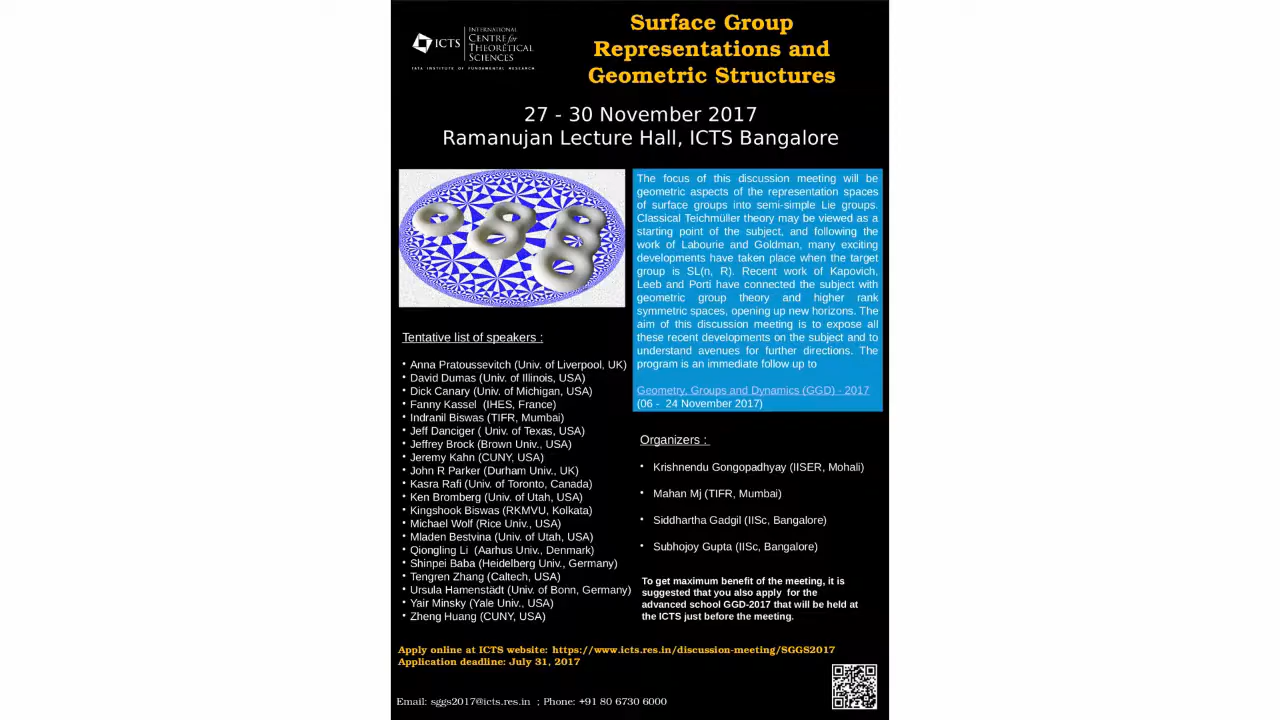 ICTS
INTERNATIONAL
CENTRE for
THEORETICAL
SCIENCES
TATA INSTITUTE OF FUNDAMENTAL RESEARCH
Surface Group
Representations and
Geometric Structures
27 - 30 November 2017
Ramanujan Lecture Hall, ICTS Bangalore
The focus of this discussion meeting will be
geometric aspects of the representation spaces
of surface groups into semi-simple Lie groups.
Classical Teichmüller theory may be viewed as a
starting point of the subject, and following the
work of Labourie and Goldman, many exciting
developments have taken place when the target
group is SL(n, R). Recent work of Kapovich,
Leeb and Porti have connected the subject with
geometric group theory and higher rank
symmetric spaces, opening up new horizons. The
aim of this discussion meeting is to expose all
these recent developments on the subject and to
understand avenues for further directions. The
program is an immediate follow up to
Geometry, Groups and Dynamics (GGD) - 2017
(06 - 24 November 2017)
Tentative list of speakers :
• Anna Pratoussevitch (Univ. of Liverpool, UK)
• David Dumas (Univ. of Illinois, USA)
• Dick Canary (Univ. of Michigan, USA)
• Fanny Kassel (IHES, France)
• Indranil Biswas (TIFR, Mumbai)
• Jeff Danciger ( Univ. of Texas, USA)
• Jeffrey Brock (Brown Univ., USA)
• Jeremy Kahn (CUNY, USA)
• John R Parker (Durham Univ., UK)
• Kasra Rafi (Univ. of Toronto, Canada)
• Ken Bromberg (Univ. of Utah, USA)
• Kingshook Biswas (RKMVU, Kolkata)
• Michael Wolf (Rice Univ., USA)
• Mladen Bestvina (Univ. of Utah, USA)
• Qiongling Li (Aarhus Univ., Denmark)
• Shinpei Baba (Heidelberg Univ., Germany)
• Tengren Zhang (Caltech, USA)
• Ursula Hamenstädt (Univ. of Bonn, Germany)
• Yair Minsky (Yale Univ., USA)
• Zheng Huang (CUNY, USA)
Organizers :
• Krishnendu Gongopadhyay (IISER, Mohali)
• Mahan Mj (TIFR, Mumbai)
• Siddhartha Gadgil (IISc, Bangalore)
• Subhojoy Gupta (IISc, Bangalore)
To get maximum benefit of the meeting, it is
suggested that you also apply for the
advanced school GGD-2017 that will be held at
the ICTS just before the meeting.
Apply online at ICTS website: https://www.icts.res.in/discussion-meeting/SGGS2017
Application deadline: July 31, 2017
Email: sggs2017@icts.res.in ; Phone: +91 80 6730 6000